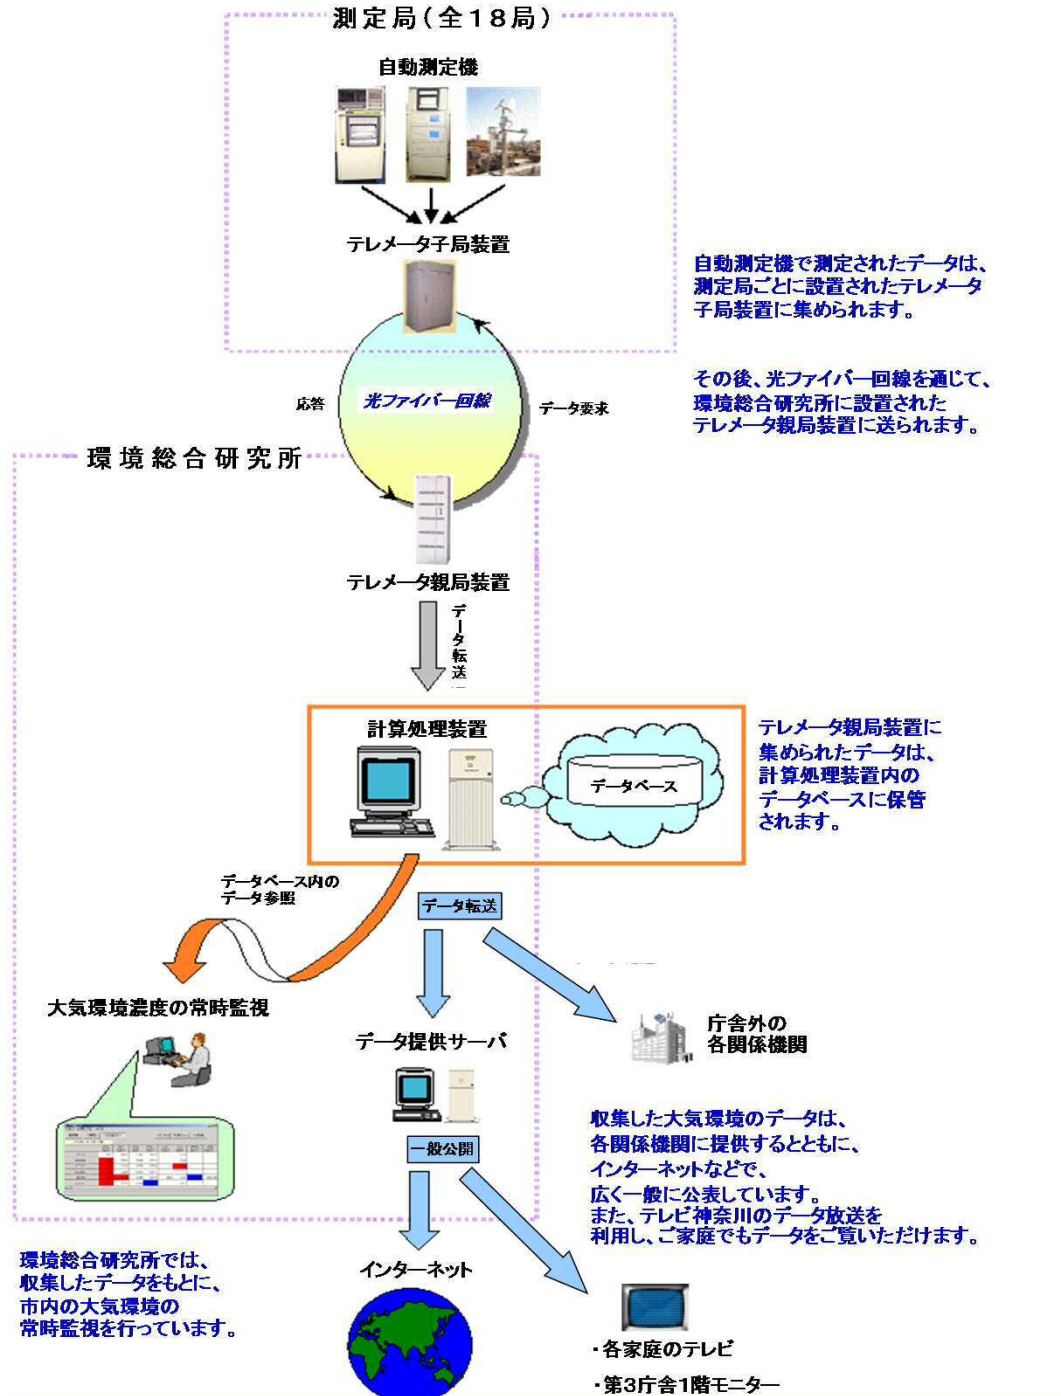 測定局(全18局)
自動測定機
テレメータ子局装置
自動測定機で測定されたデータは、
測定局ごとに設置されたテレメータ
子局装置に集められます。
応答
光ファイバー回線
データ要求
その後、光ファイバー回線を通じて、
環境総合研究所に設置された
テレメータ親局装置に送られます。
環境総合研究所
テレメータ親局装置
データ転送
計算処理装置
データベース
テレメータ親局装置に
集められたデータは、
計算処理装置内の
データベースに保管
されます。
データベース内の
データ参照
データ転送
大気環境濃度の常時監視
データ提供サーバ
庁舎外の
各関係機関
収集した大気環境のデータは、
各関係機関に提供するとともに、
インターネットなどで、
広く一般に公表しています。
また、テレビ神奈川のデータ放送を
利用し、ご家庭でもデータをご覧いただけます。
一般公開
環境総合研究所では、
収集したデータをもとに、
市内の大気環境の
常時監視を行っています。
インターネット
・各家庭のテレビ
・第3庁舎1階モニター